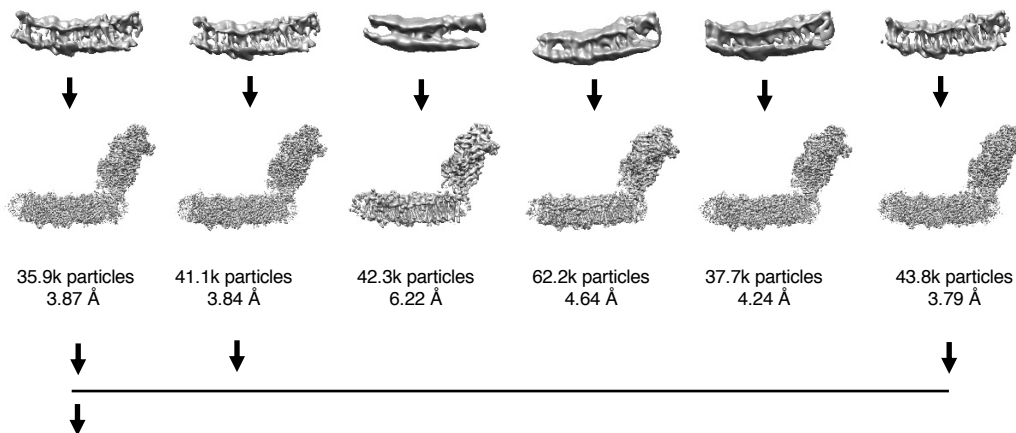 35.9k particles
3.87 Å
41.1k particles
3.84 Å
42.3k particles
6.22 Å
62.2k particles
4.64 Å
37.7k particles
4.24 Å
43.8k particles
3.79 Å